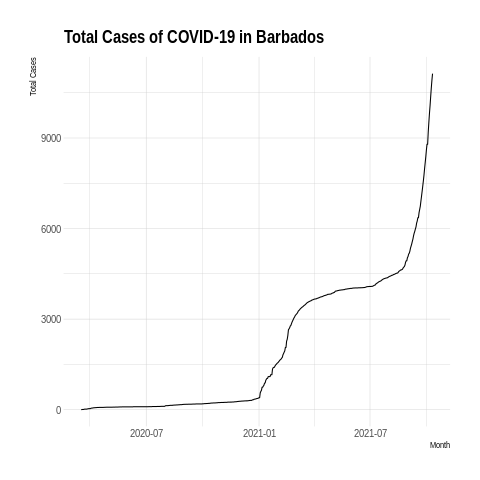 Total Cases of COVID-19 in Barbados
Total Cases
9000
6000
3000
0
2020-07
2021-01
2021-07
Month